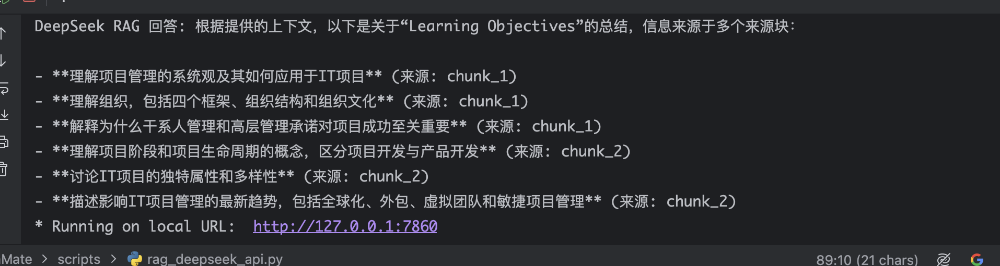 DeepSeek RAG 回答: 根据提供的上下文，以下是关于“Learning Objectives”的总结，信息来源于多个来源块：
- **理解项目管理的系统观及其如何应用于IT项目** (来源: chunk_1)
- **理解组织，包括四个框架、组织结构和组织文化** (来源: chunk_1)
- **解释为什么干系人管理和高层管理承诺对项目成功至关重要** (来源: chunk_1)
- **理解项目阶段和项目生命周期的概念，区分项目开发与产品开发** (来源: chunk_2)
- **讨论IT项目的独特属性和多样性** (来源: chunk_2)
- **描述影响IT项目管理的最新趋势，包括全球化、外包、虚拟团队和敏捷项目管理** (来源: chunk_2)
* Running on local URL:  http://127.0.0.1:7860
Mate > scripts > rag_deepseek_api.py 89:10 (21 chars)